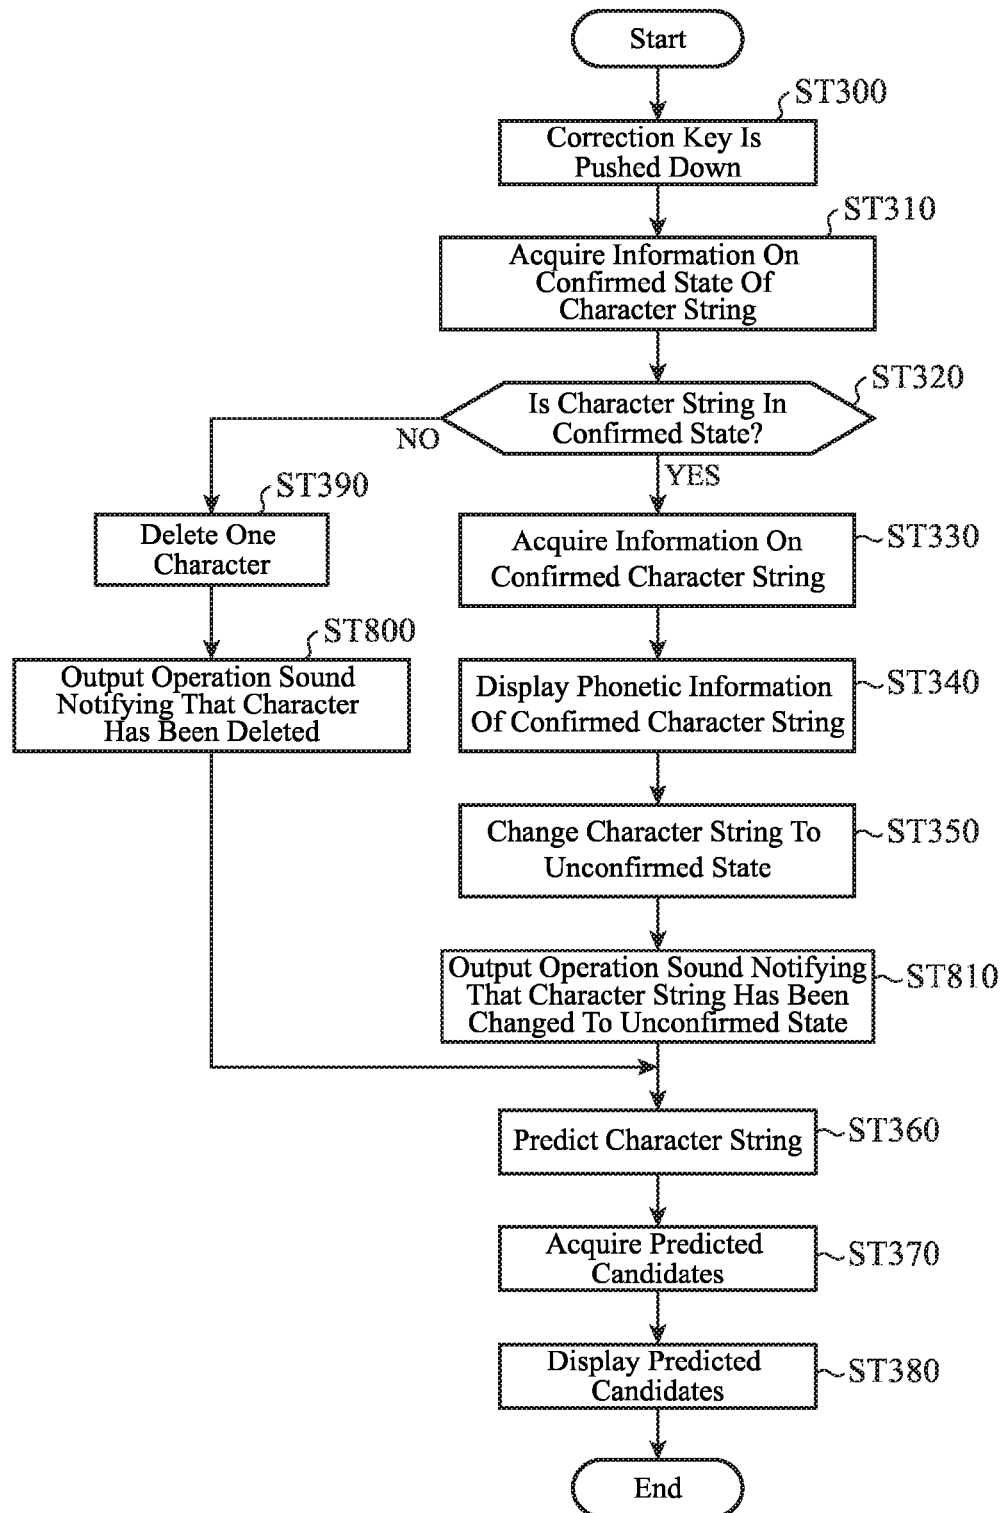 Start
ST300
Correction Key Is
Pushed Down
ST310
Acquire Information On
Confirmed State Of
Character String
ST320
Is Character String In
Confirmed State?
NO
YES
ST390
Delete One
Character
ST330
Acquire Information On
Confirmed Character String
ST800
Output Operation Sound
Notifying That Character
Has Been Deleted
ST340
Display Phonetic Information
Of Confirmed Character String
ST350
Change Character String To
Unconfirmed State
ST810
Output Operation Sound Notifying
That Character String Has Been
Changed To Unconfirmed State
ST360
Predict Character String
ST370
Acquire Predicted
Candidates
ST380
Display Predicted
Candidates
End